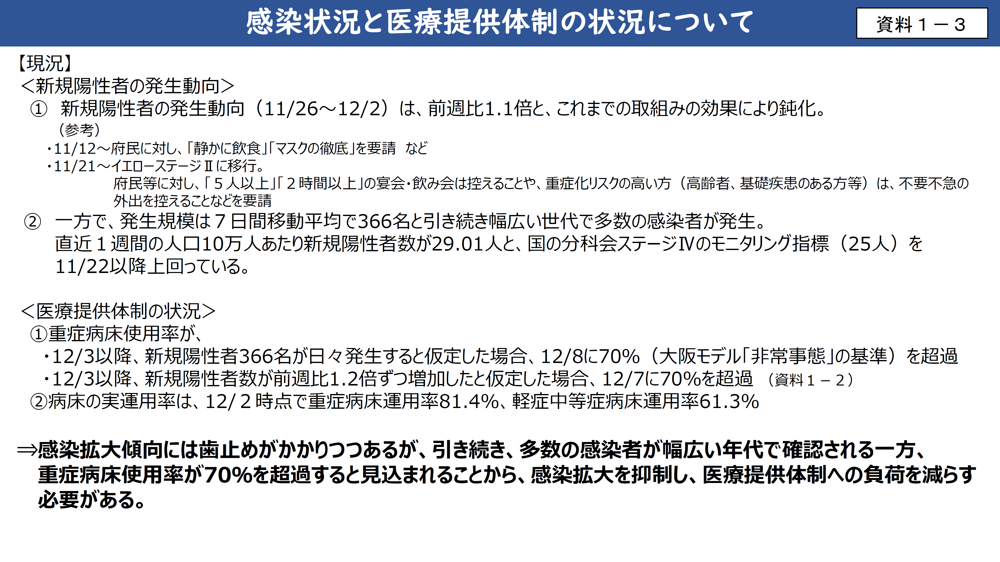 感染状況と医療提供体制の状況について
資料１－３
【現況】
＜新規陽性者の発生動向＞
①　新規陽性者の発生動向（11/26～12/2）は、前週比1.1倍と、これまでの取組みの効果により鈍化。
（参考）
・11/12～府民に対し、「静かに飲食」「マスクの徹底」を要請　など
・11/21～イエローステージⅡに移行。
府民等に対し、「５人以上」「２時間以上」の宴会・飲み会は控えることや、重症化リスクの高い方（高齢者、基礎疾患のある方等）は、不要不急の
外出を控えることなどを要請
②　一方で、発生規模は７日間移動平均で366名と引き続き幅広い世代で多数の感染者が発生。
直近１週間の人口10万人あたり新規陽性者数が29.01人と、国の分科会ステージⅣのモニタリング指標（25人）を
11/22以降上回っている。
＜医療提供体制の状況＞
①重症病床使用率が、
・12/3以降、新規陽性者366名が日々発生すると仮定した場合、12/8に70%（大阪モデル「非常事態」の基準）を超過
・12/3以降、新規陽性者数が前週比1.2倍ずつ増加したと仮定した場合、12/7に70%を超過　（資料１－２）
②病床の実運用率は、12/２時点で重症病床運用率81.4%、軽症中等症病床運用率61.3%
⇒感染拡大傾向には歯止めがかかりつつあるが、引き続き、多数の感染者が幅広い年代で確認される一方、
重症病床使用率が70%を超過すると見込まれることから、感染拡大を抑制し、医療提供体制への負荷を減らす
必要がある。